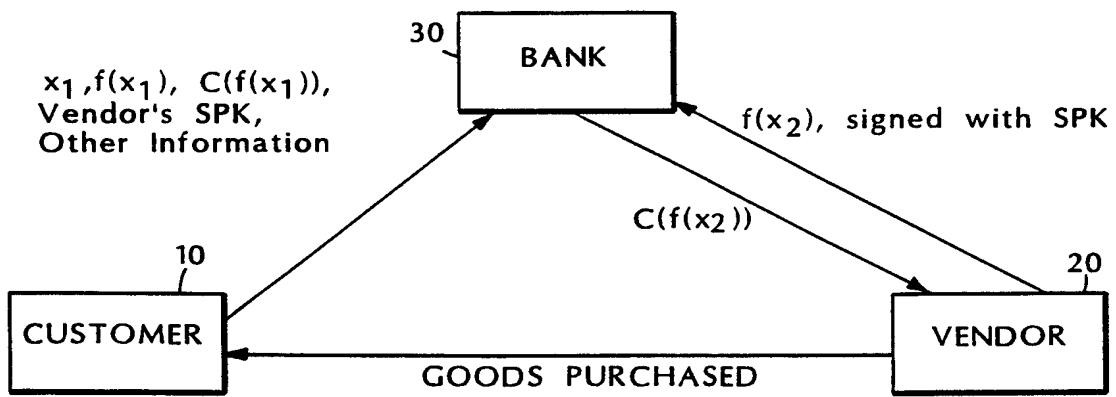 30
BANK
x1,f(x1), C(f(x1)),
Vendor's SPK,
Other Information
f(x2), signed with SPK
C(f(x2))
10
20
CUSTOMER
VENDOR
GOODS PURCHASED